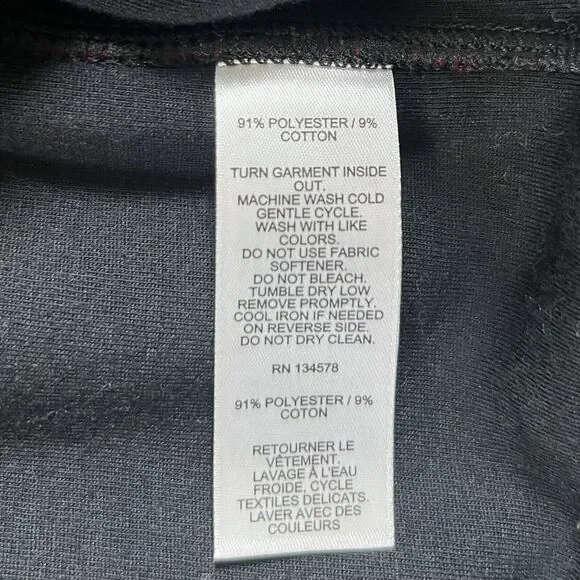 91% POLYESTER / 9%
COTTON
TURN GARMENT INSIDE
OUT.
MACHINE WASH COLD
GENTLE CYCLE.
WASH WITH LIKE
COLORS.
DO NOT USE FABRIC
SOFTENER.
DO NOT BLEACH.
TUMBLE DRY LOW
REMOVE PROMPTLY.
COOL IRON IF NEEDED
ON REVERSE SIDE.
DO NOT DRY CLEAN.
RN 134578
91% POLYESTER / 9%
COTON
RETOURNER LE
VÊTEMENT.
LAVAGE À L'EAU
FROIDE, CYCLE
TEXTILES DÉLICATS.
LAVER AVEC DES
COULEURS